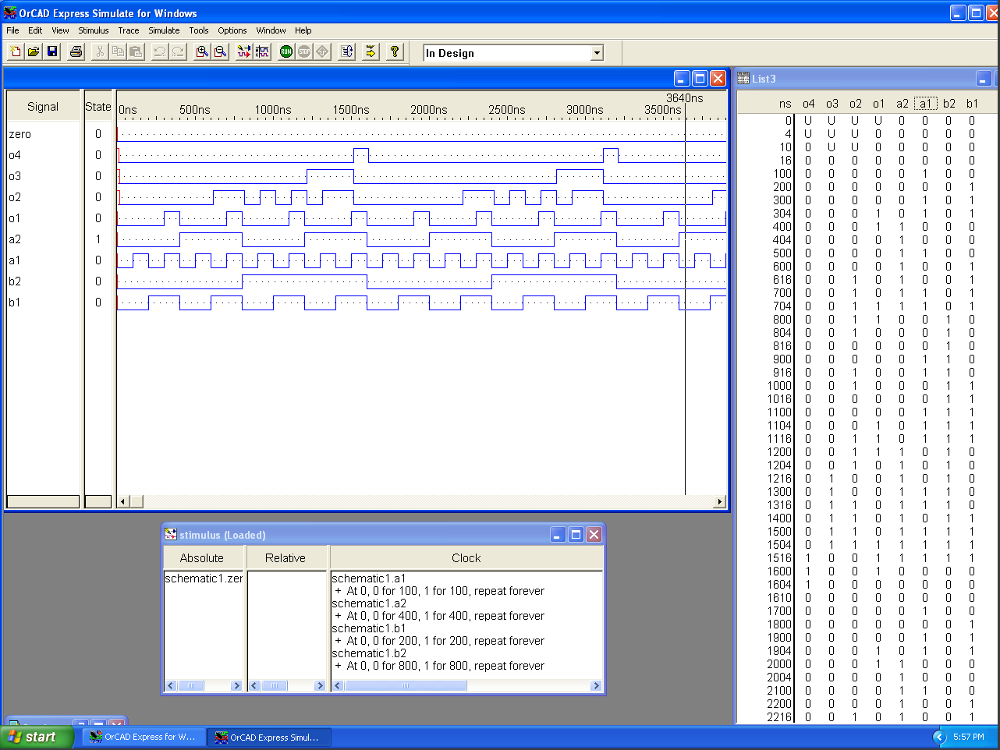 OrCAD Express Simulate for Windows
File Edit View Stimulus Trace Simulate Tools Options Window Help
RUN STOP In Design
Signal State
3640ns
0ns 500ns 1000ns 1500ns 2000ns 2500ns 3000ns 3500ns
zero 0
o4 0
o3 0
o2 0
o1 0
a2 1
a1 0
b2 0
b1 0
List3
ns o4 o3 o2 o1 a2 a1 b2 b1
0 U U U U 0 0 0 0
4 U U U 0 0 0 0 0
10 0 U U 0 0 0 0 0
16 0 0 0 0 0 0 0 0
100 0 0 0 0 0 1 0 0
200 0 0 0 0 0 0 0 1
300 0 0 0 0 0 1 0 1
304 0 0 0 1 0 1 0 1
400 0 0 0 1 1 0 0 0
404 0 0 0 0 1 0 0 0
500 0 0 0 0 1 1 0 0
600 0 0 0 0 1 0 0 1
616 0 0 1 0 1 0 0 1
700 0 0 1 0 1 1 0 1
704 0 0 1 1 1 1 0 1
800 0 0 1 1 0 0 1 0
804 0 0 1 0 0 0 1 0
816 0 0 0 0 0 0 1 0
900 0 0 0 0 0 1 1 0
916 0 0 1 0 0 1 1 0
1000 0 0 1 0 0 0 1 1
1016 0 0 0 0 0 0 1 1
1100 0 0 0 0 0 1 1 1
1104 0 0 0 1 0 1 1 1
1116 0 0 1 1 0 1 1 1
1200 0 0 1 1 1 0 1 0
1204 0 0 1 0 1 0 1 0
1216 0 1 0 0 1 0 1 0
1300 0 1 0 0 1 1 1 0
1316 0 1 1 0 1 1 1 0
1400 0 1 1 0 1 0 1 1
1500 0 1 1 0 1 1 1 1
1504 0 1 1 1 1 1 1 1
1516 1 0 0 1 1 1 1 1
1600 1 0 0 1 0 0 0 0
1604 1 0 0 0 0 0 0 0
1610 0 0 0 0 0 0 0 0
1700 0 0 0 0 0 1 0 0
1800 0 0 0 0 0 0 0 1
1900 0 0 0 0 0 1 0 1
1904 0 0 0 1 0 1 0 1
2000 0 0 0 1 1 0 0 0
2004 0 0 0 0 1 0 0 0
2100 0 0 0 0 1 1 0 0
2200 0 0 0 0 1 0 0 1
2216 0 0 1 0 1 0 0 1
stimulus (Loaded)
Absolute Relative Clock
schematic1.zer
schematic1.a1
+ At 0, 0 for 100, 1 for 100, repeat forever
schematic1.a2
+ At 0, 0 for 400, 1 for 400, repeat forever
schematic1.b1
+ At 0, 0 for 200, 1 for 200, repeat forever
schematic1.b2
+ At 0, 0 for 800, 1 for 800, repeat forever
start OrCAD Express for W... OrCAD Express Simul... 5:57 PM